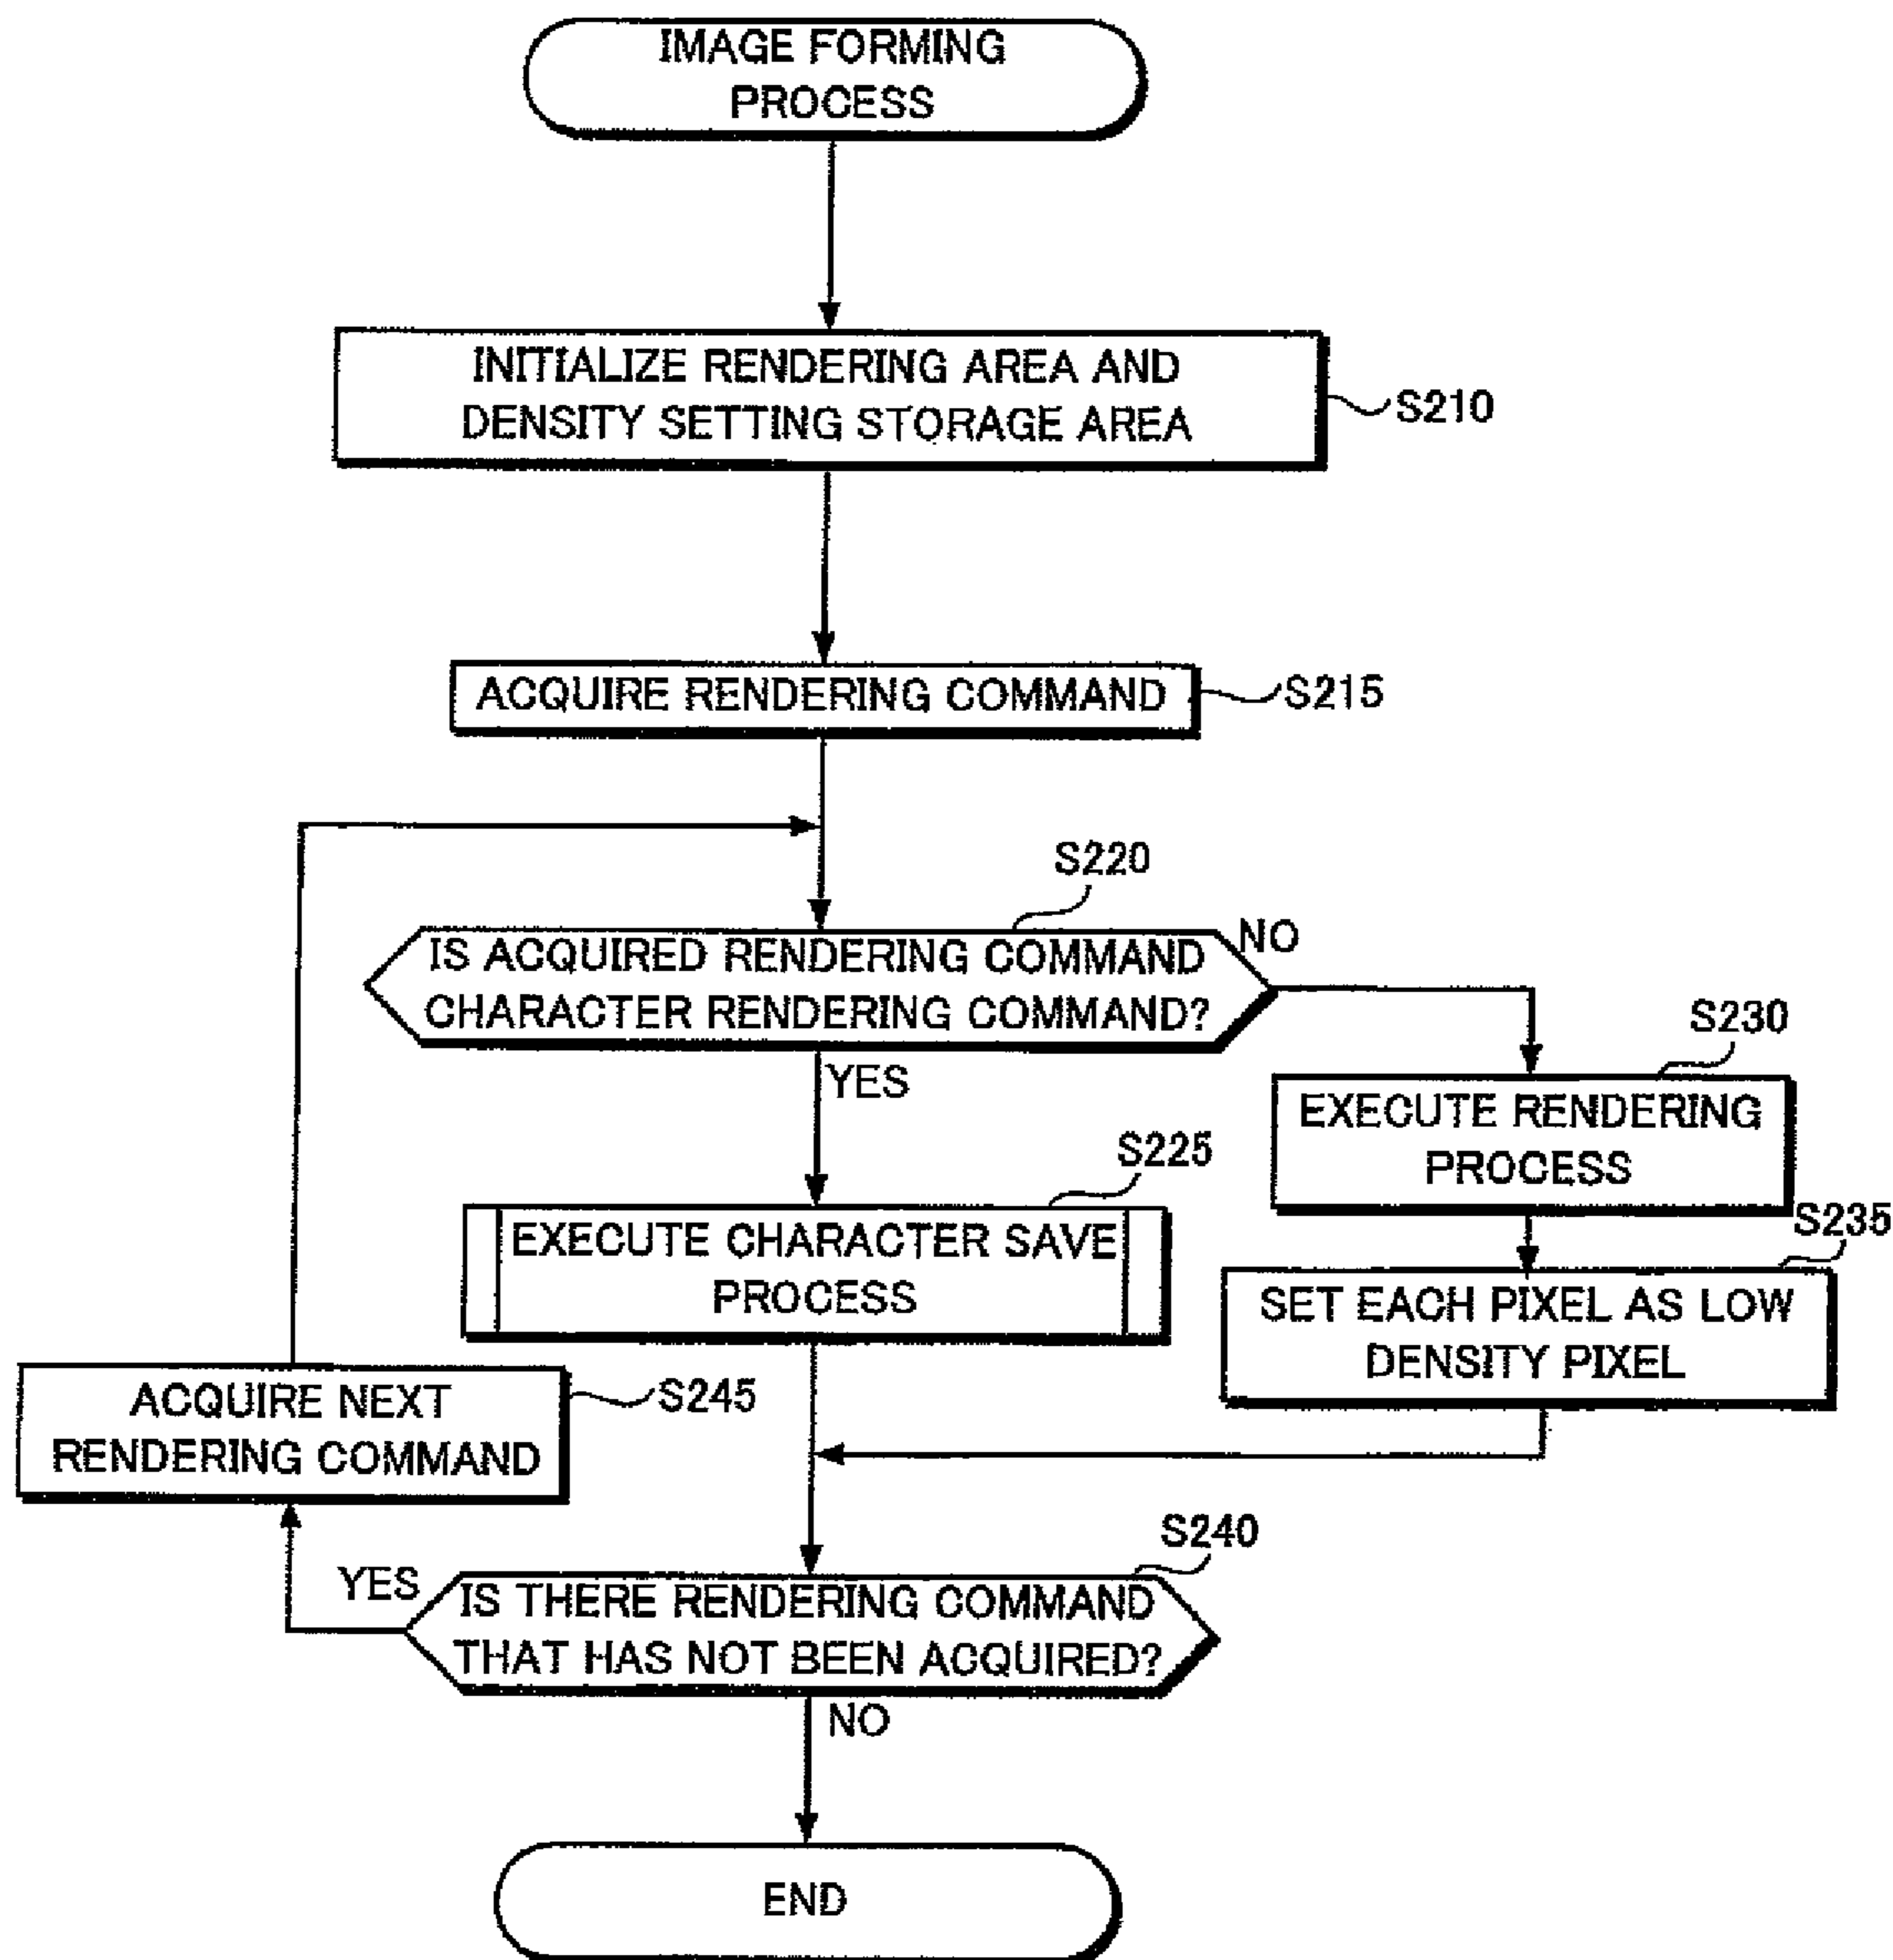 IMAGE FORMING
PROCESS
INITIALIZE RENDERING AREA AND
DENSITY SETTING STORAGE AREA
S210
ACQUIRE RENDERING COMMAND
S215
S220
IS ACQUIRED RENDERING COMMAND
CHARACTER RENDERING COMMAND?
NO
YES
S230
EXECUTE RENDERING
PROCESS
S225
EXECUTE CHARACTER SAVE
PROCESS
S235
SET EACH PIXEL AS LOW
DENSITY PIXEL
ACQUIRE NEXT
RENDERING COMMAND
S245
S240
IS THERE RENDERING COMMAND
THAT HAS NOT BEEN ACQUIRED?
YES
NO
END